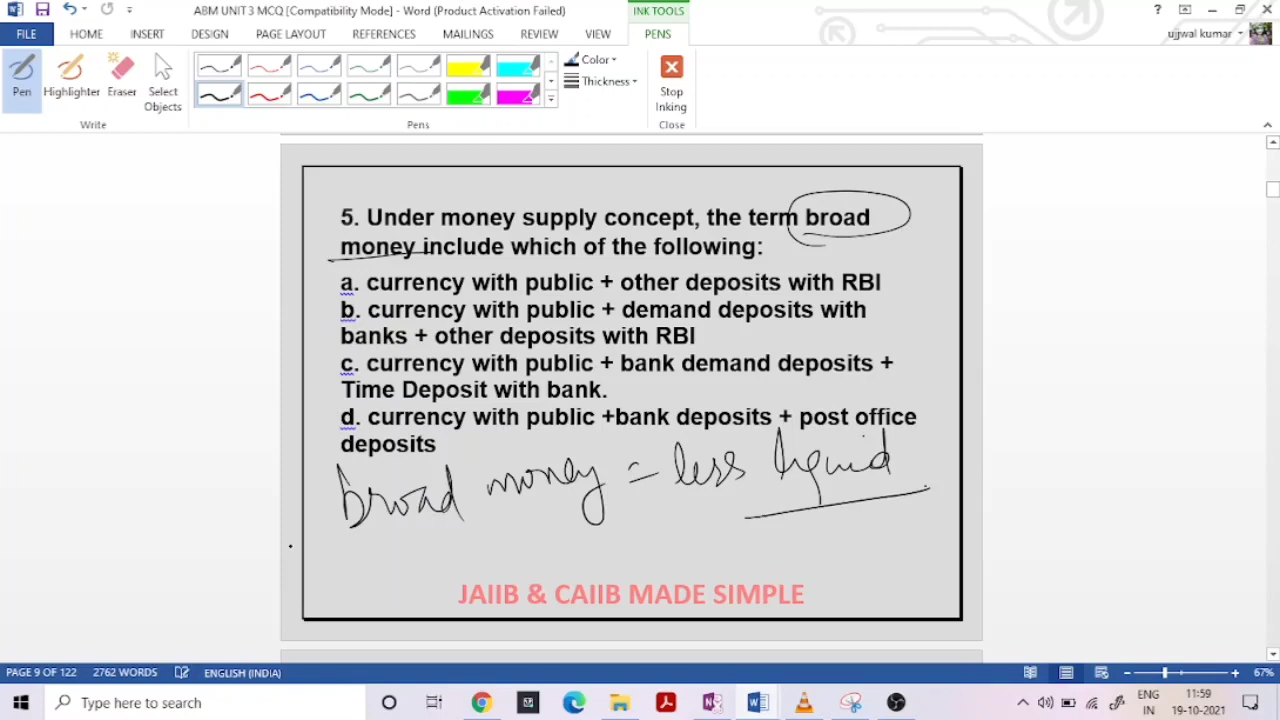 ABM UNIT 3 MCQ [Compatibility Mode] - Word (Product Activation Failed)
INK TOOLS
?
FILE
HOME
INSERT
DESIGN
PAGE LAYOUT
REFERENCES
MAILINGS
REVIEW
VIEW
PENS
ujjwal kumar
Pen
Highlighter
Eraser
Select Objects
Color
Thickness
Stop Inking
Write
Pens
Close
5. Under money supply concept, the term broad
money include which of the following:
a. currency with public + other deposits with RBI
b. currency with public + demand deposits with
banks + other deposits with RBI
c. currency with public + bank demand deposits +
Time Deposit with bank.
d. currency with public +bank deposits + post office
deposits
broad money = less liquid
JAIIB & CAIIB MADE SIMPLE
PAGE 9 OF 122
2762 WORDS
ENGLISH (INDIA)
67%
Type here to search
ENG
IN
11:59
19-10-2021